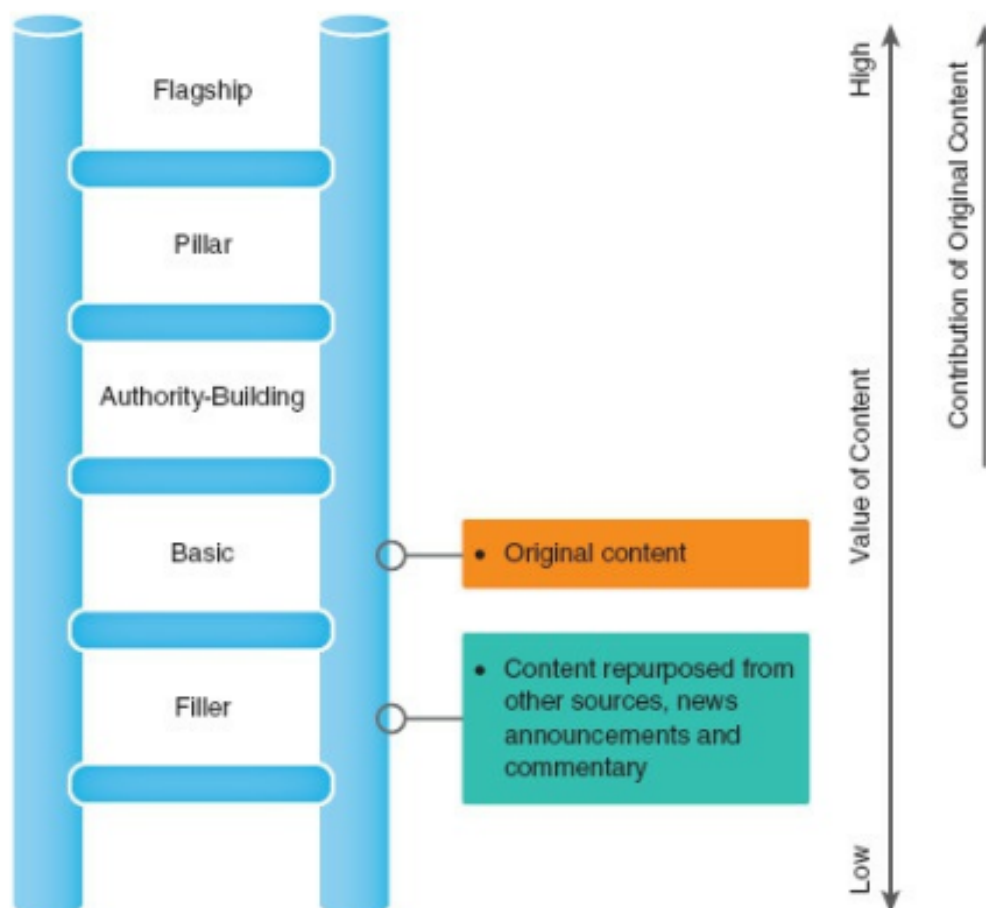 Flagship
Pillar
Authority-Building
Basic
Filler
• Original content
• Content repurposed from
other sources, news
announcements and
commentary
High
Value of Content
Low
Contribution of Original Content